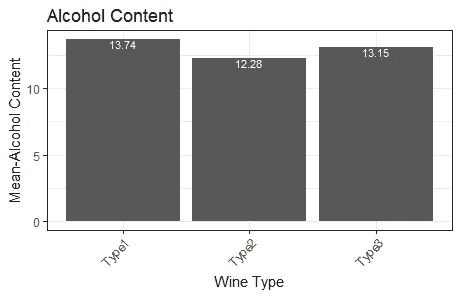 Alcohol Content
13.74
12.28
13.15
Mean-Alcohol Content
10
5
0
Type1
Type2
Type3
Wine Type